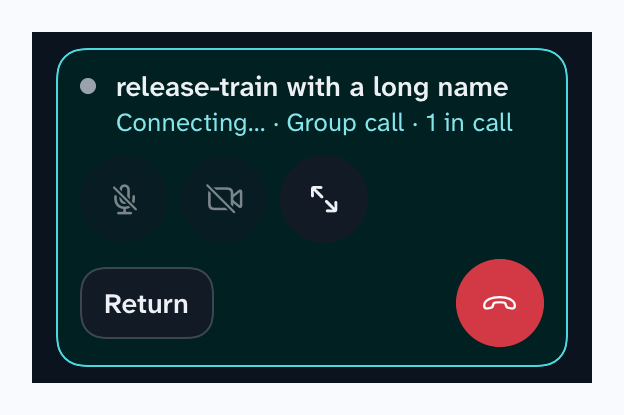 release-train with a long name
Connecting... · Group call · 1 in call
Return